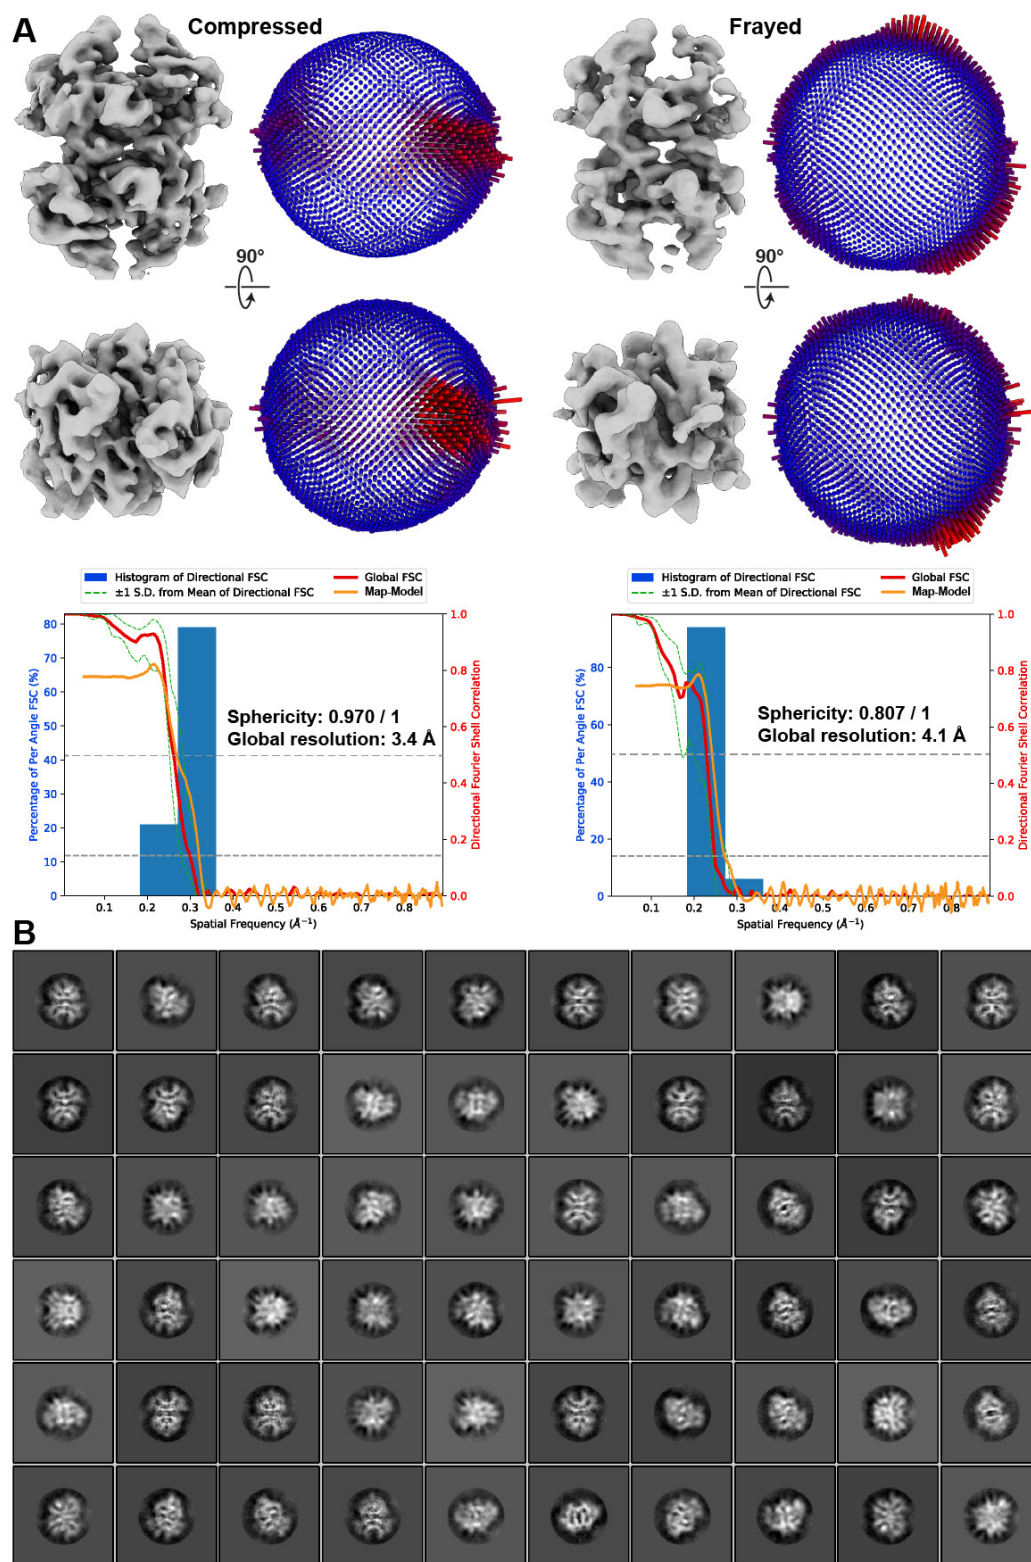 A
Compressed
Frayed
90°
90°
Histogram of Directional FSC
Global FSC
±1 S.D. from Mean of Directional FSC
Map-Model
Percentage of Per Angle FSC (%)
80
70
60
50
40
30
20
10
0
Sphericity: 0.970 / 1
Global resolution: 3.4 Å
1.0
0.8
0.6
0.4
0.2
0.0
Directional Fourier Shell Correlation
0.1 0.2 0.3 0.4 0.5 0.6 0.7 0.8
Spatial Frequency (Å⁻¹)
Histogram of Directional FSC
Global FSC
±1 S.D. from Mean of Directional FSC
Map-Model
Percentage of Per Angle FSC (%)
80
60
40
20
0
Sphericity: 0.807 / 1
Global resolution: 4.1 Å
1.0
0.8
0.6
0.4
0.2
0.0
Directional Fourier Shell Correlation
0.1 0.2 0.3 0.4 0.5 0.6 0.7 0.8
Spatial Frequency (Å⁻¹)
B